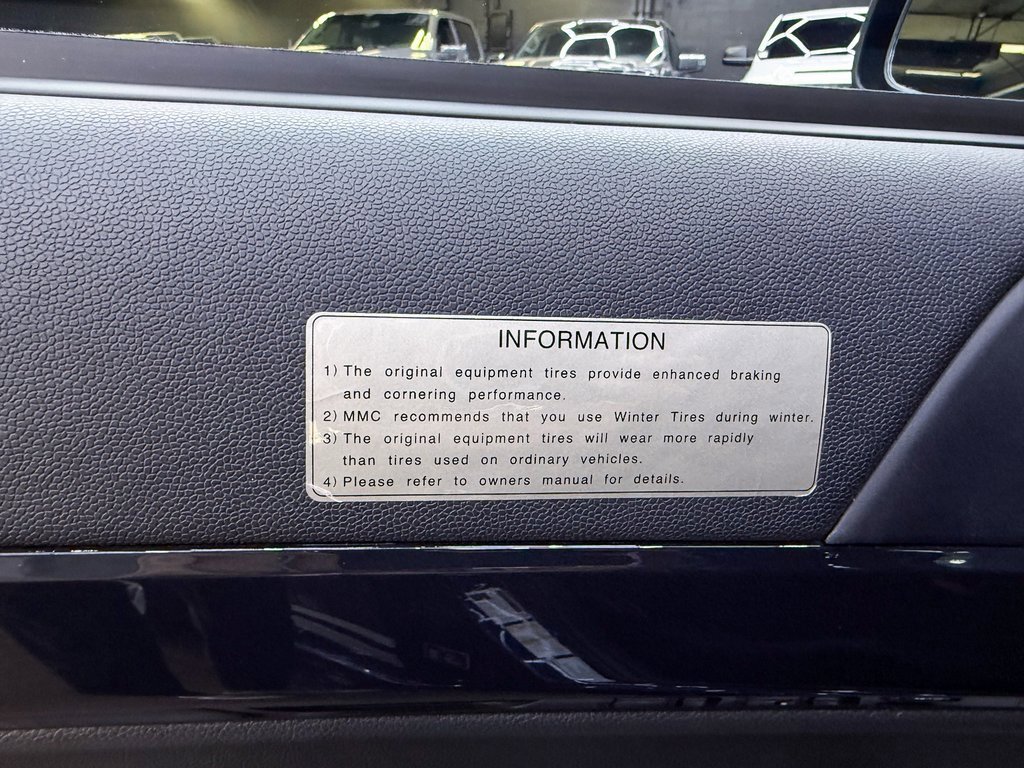 INFORMATION
1) The original equipment tires provide enhanced braking
and cornering performance.
2) MMC recommends that you use Winter Tires during winter.
3) The original equipment tires will wear more rapidly
than tires used on ordinary vehicles.
4) Please refer to owners manual for details.